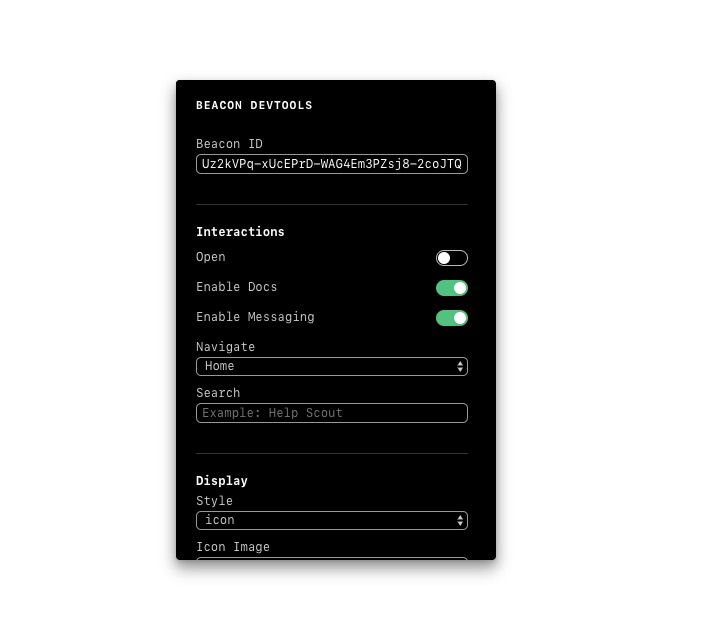 BEACON DEVTOOLS
Beacon ID
Uz2kVPq-xUcEPrD-WAG4Em3PZsj8-2coJTQ
Interactions
Open
Enable Docs
Enable Messaging
Navigate
Home
Search
Example: Help Scout
Display
Style
icon
Icon Image